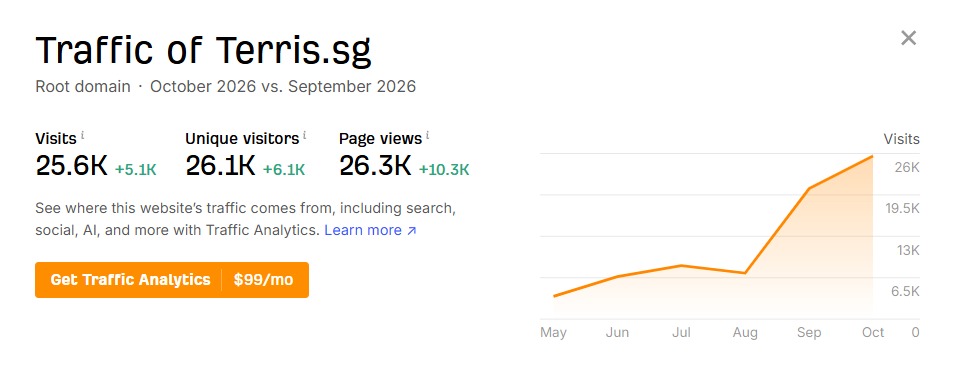 Traffic of Terris.sg
Root domain · October 2026 vs. September 2026
Visits i
25.6K +5.1K
Unique visitors i
26.1K +6.1K
Page views i
26.3K +10.3K
See where this website's traffic comes from, including search,
social, AI, and more with Traffic Analytics. Learn more ↗
Get Traffic Analytics $99/mo
Visits
26K
19.5K
13K
6.5K
0
May Jun Jul Aug Sep Oct